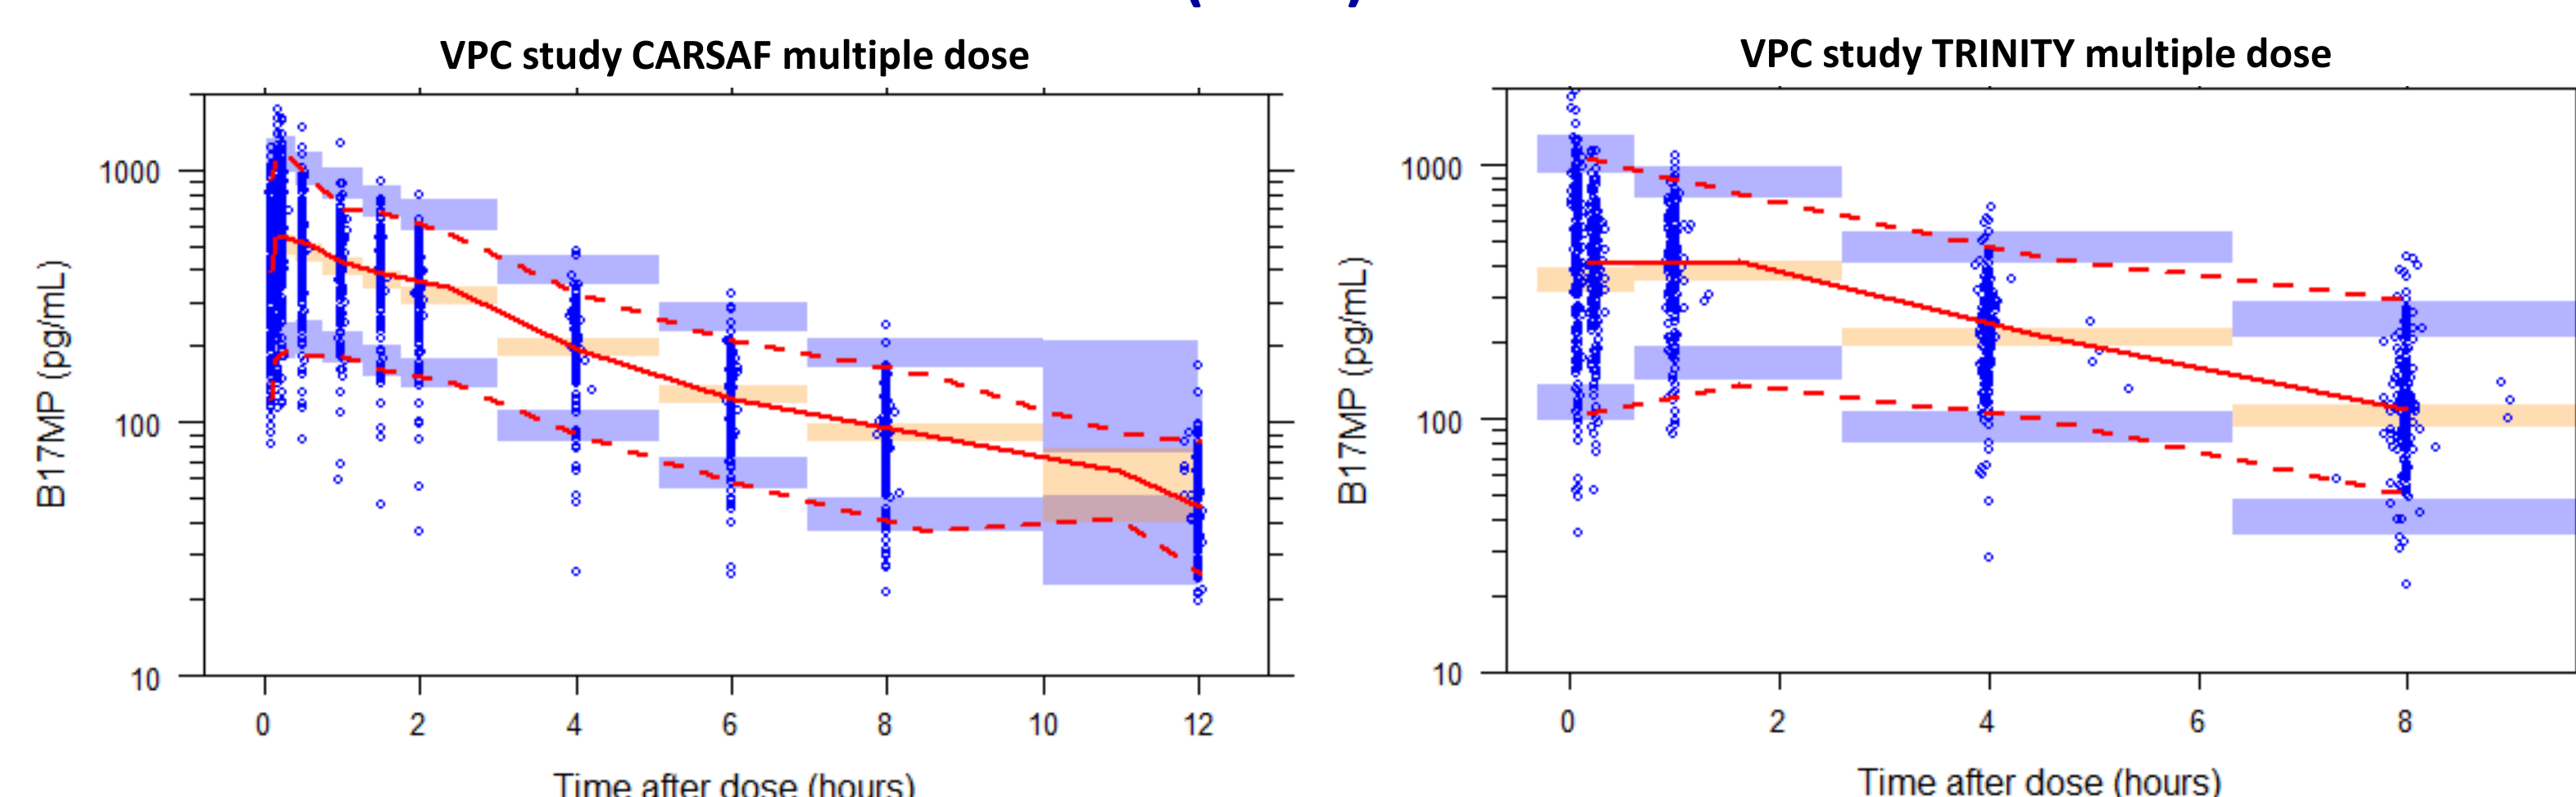 VPC study CARSAF multiple dose
1000
100
10
B17MP (pg/mL)
0 2 4 6 8 10 12
Time after dose (hours)
VPC study TRINITY multiple dose
1000
100
10
B17MP (pg/mL)
0 2 4 6 8
Time after dose (hours)